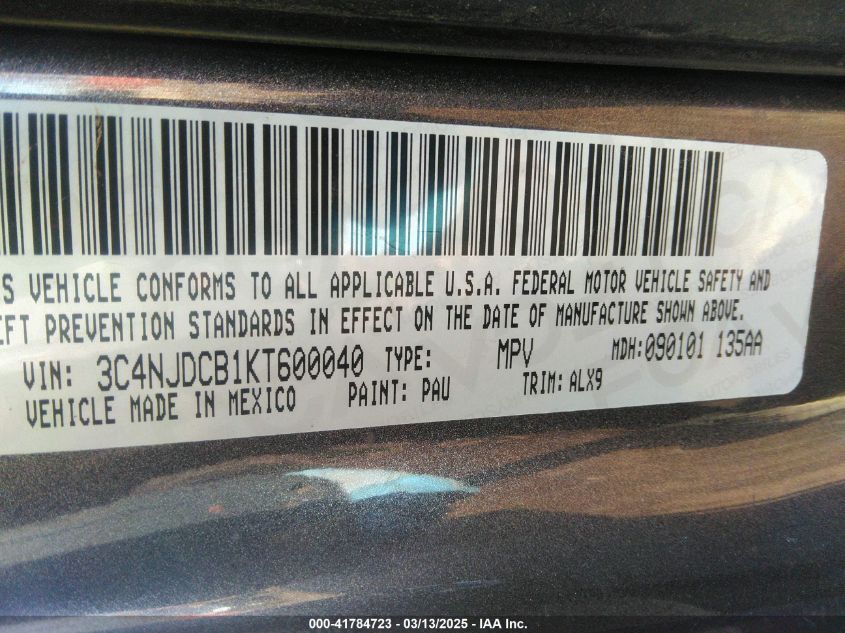 S VEHICLE CONFORMS TO ALL APPLICABLE U.S.A. FEDERAL MOTOR VEHICLE SAFETY AND
EFT PREVENTION STANDARDS IN EFFECT ON THE DATE OF MANUFACTURE SHOWN ABOVE.
VIN: 3C4NJDCB1KT600040 TYPE: MPV MDH:090101 135AA
VEHICLE MADE IN MEXICO PAINT: PAU TRIM: ALX9
000-41784723 - 03/13/2025 - IAA Inc.